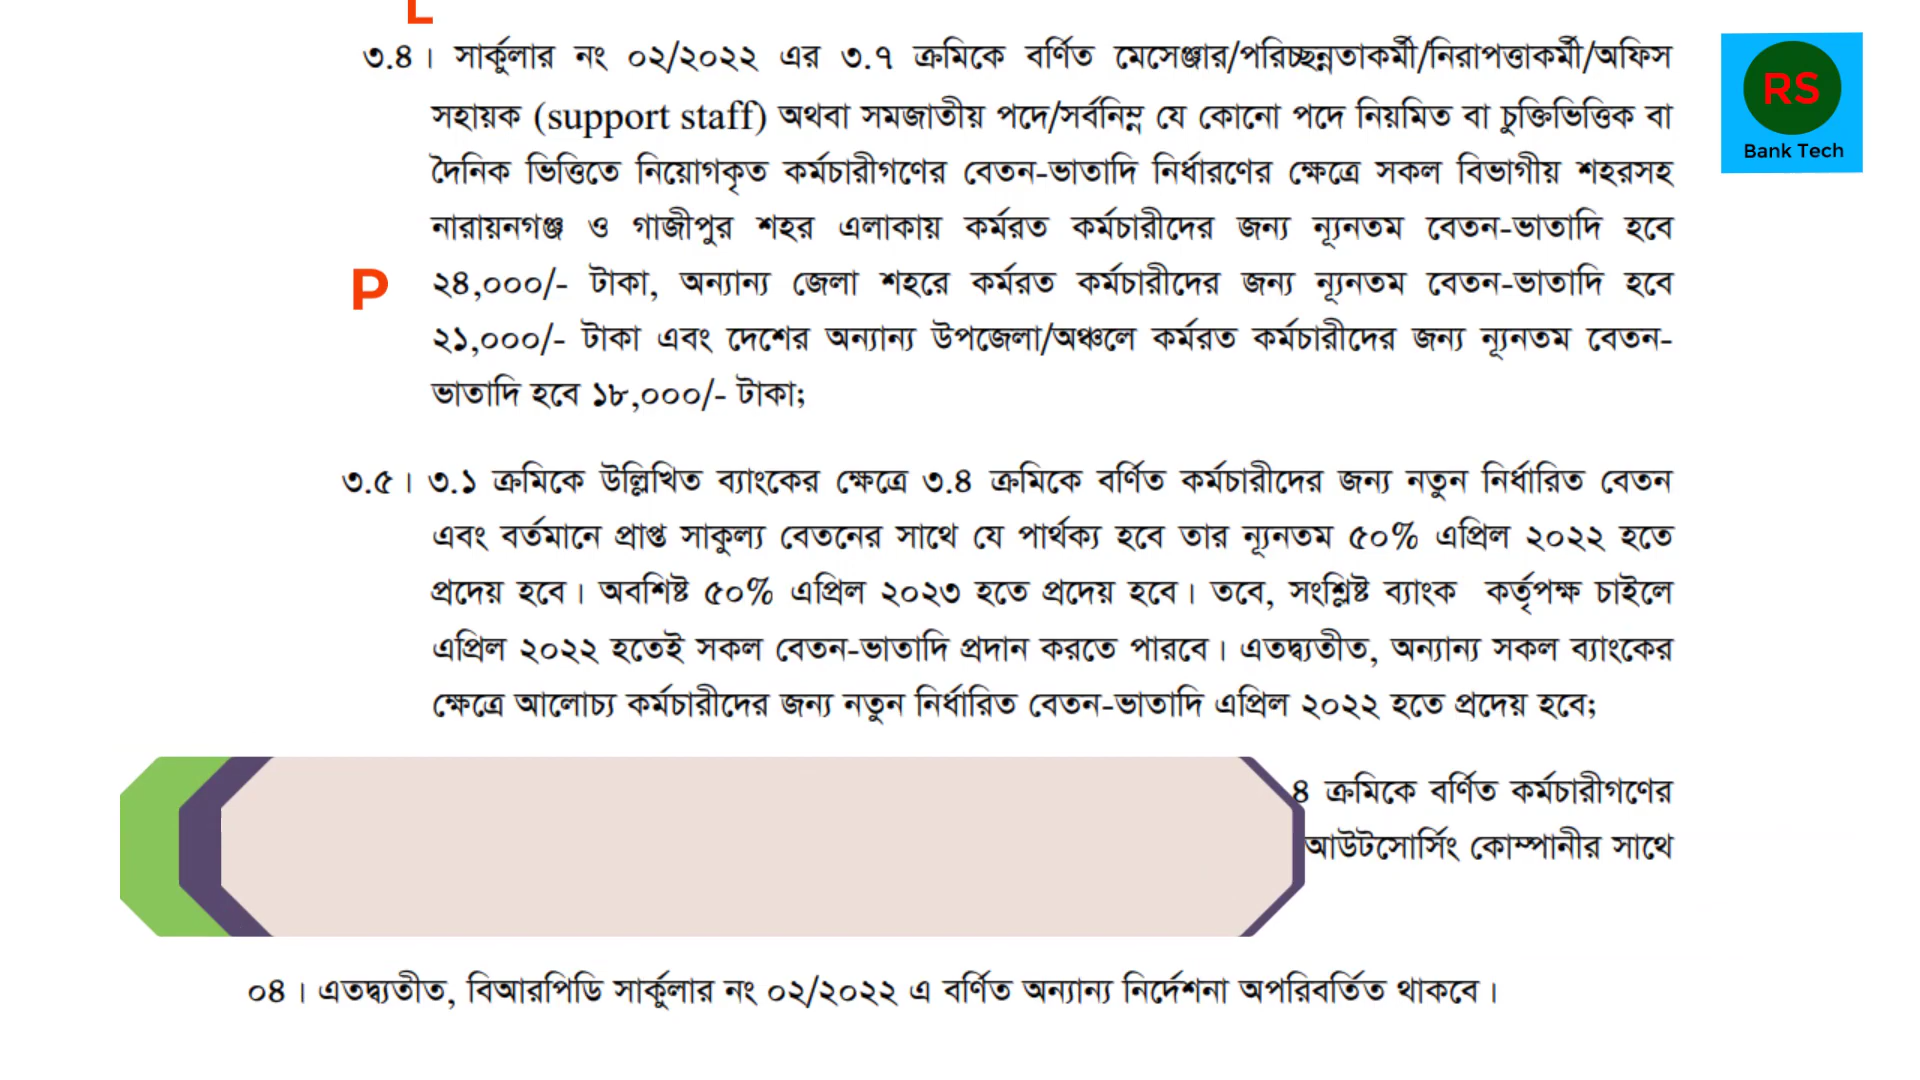 L
৩.৪। সার্কুলার নং ০২/২০২২ এর ৩.৭ ক্রমিকে বর্ণিত মেসেঞ্জার/পরিচ্ছন্নতাকর্মী/নিরাপত্তাকর্মী/অফিস
সহায়ক (support staff) অথবা সমজাতীয় পদে/সর্বনিম্ন যে কোনো পদে নিয়মিত বা চুক্তিভিত্তিক বা
দৈনিক ভিত্তিতে নিয়োগকৃত কর্মচারীগণের বেতন-ভাতাদি নির্ধারণের ক্ষেত্রে সকল বিভাগীয় শহরসহ
নারায়নগঞ্জ ও গাজীপুর শহর এলাকায় কর্মরত কর্মচারীদের জন্য ন্যূনতম বেতন-ভাতাদি হবে
২৪,০০০/- টাকা, অন্যান্য জেলা শহরে কর্মরত কর্মচারীদের জন্য ন্যূনতম বেতন-ভাতাদি হবে
২১,০০০/- টাকা এবং দেশের অন্যান্য উপজেলা/অঞ্চলে কর্মরত কর্মচারীদের জন্য ন্যূনতম বেতন-
ভাতাদি হবে ১৮,০০০/- টাকা;
P
৩.৫। ৩.১ ক্রমিকে উল্লিখিত ব্যাংকের ক্ষেত্রে ৩.৪ ক্রমিকে বর্ণিত কর্মচারীদের জন্য নতুন নির্ধারিত বেতন
এবং বর্তমানে প্রাপ্ত সাকুল্য বেতনের সাথে যে পার্থক্য হবে তার ন্যূনতম ৫০% এপ্রিল ২০২২ হতে
প্রদেয় হবে। অবশিষ্ট ৫০% এপ্রিল ২০২৩ হতে প্রদেয় হবে। তবে, সংশ্লিষ্ট ব্যাংক কর্তৃপক্ষ চাইলে
এপ্রিল ২০২২ হতেই সকল বেতন-ভাতাদি প্রদান করতে পারবে। এতদ্ব্যতীত, অন্যান্য সকল ব্যাংকের
ক্ষেত্রে আলোচ্য কর্মচারীদের জন্য নতুন নির্ধারিত বেতন-ভাতাদি এপ্রিল ২০২২ হতে প্রদেয় হবে;
৪ ক্রমিকে বর্ণিত কর্মচারীগণের
আউটসোর্সিং কোম্পানীর সাথে
০৪। এতদ্ব্যতীত, বিআরপিডি সার্কুলার নং ০২/২০২২ এ বর্ণিত অন্যান্য নির্দেশনা অপরিবর্তিত থাকবে।
RS
Bank Tech